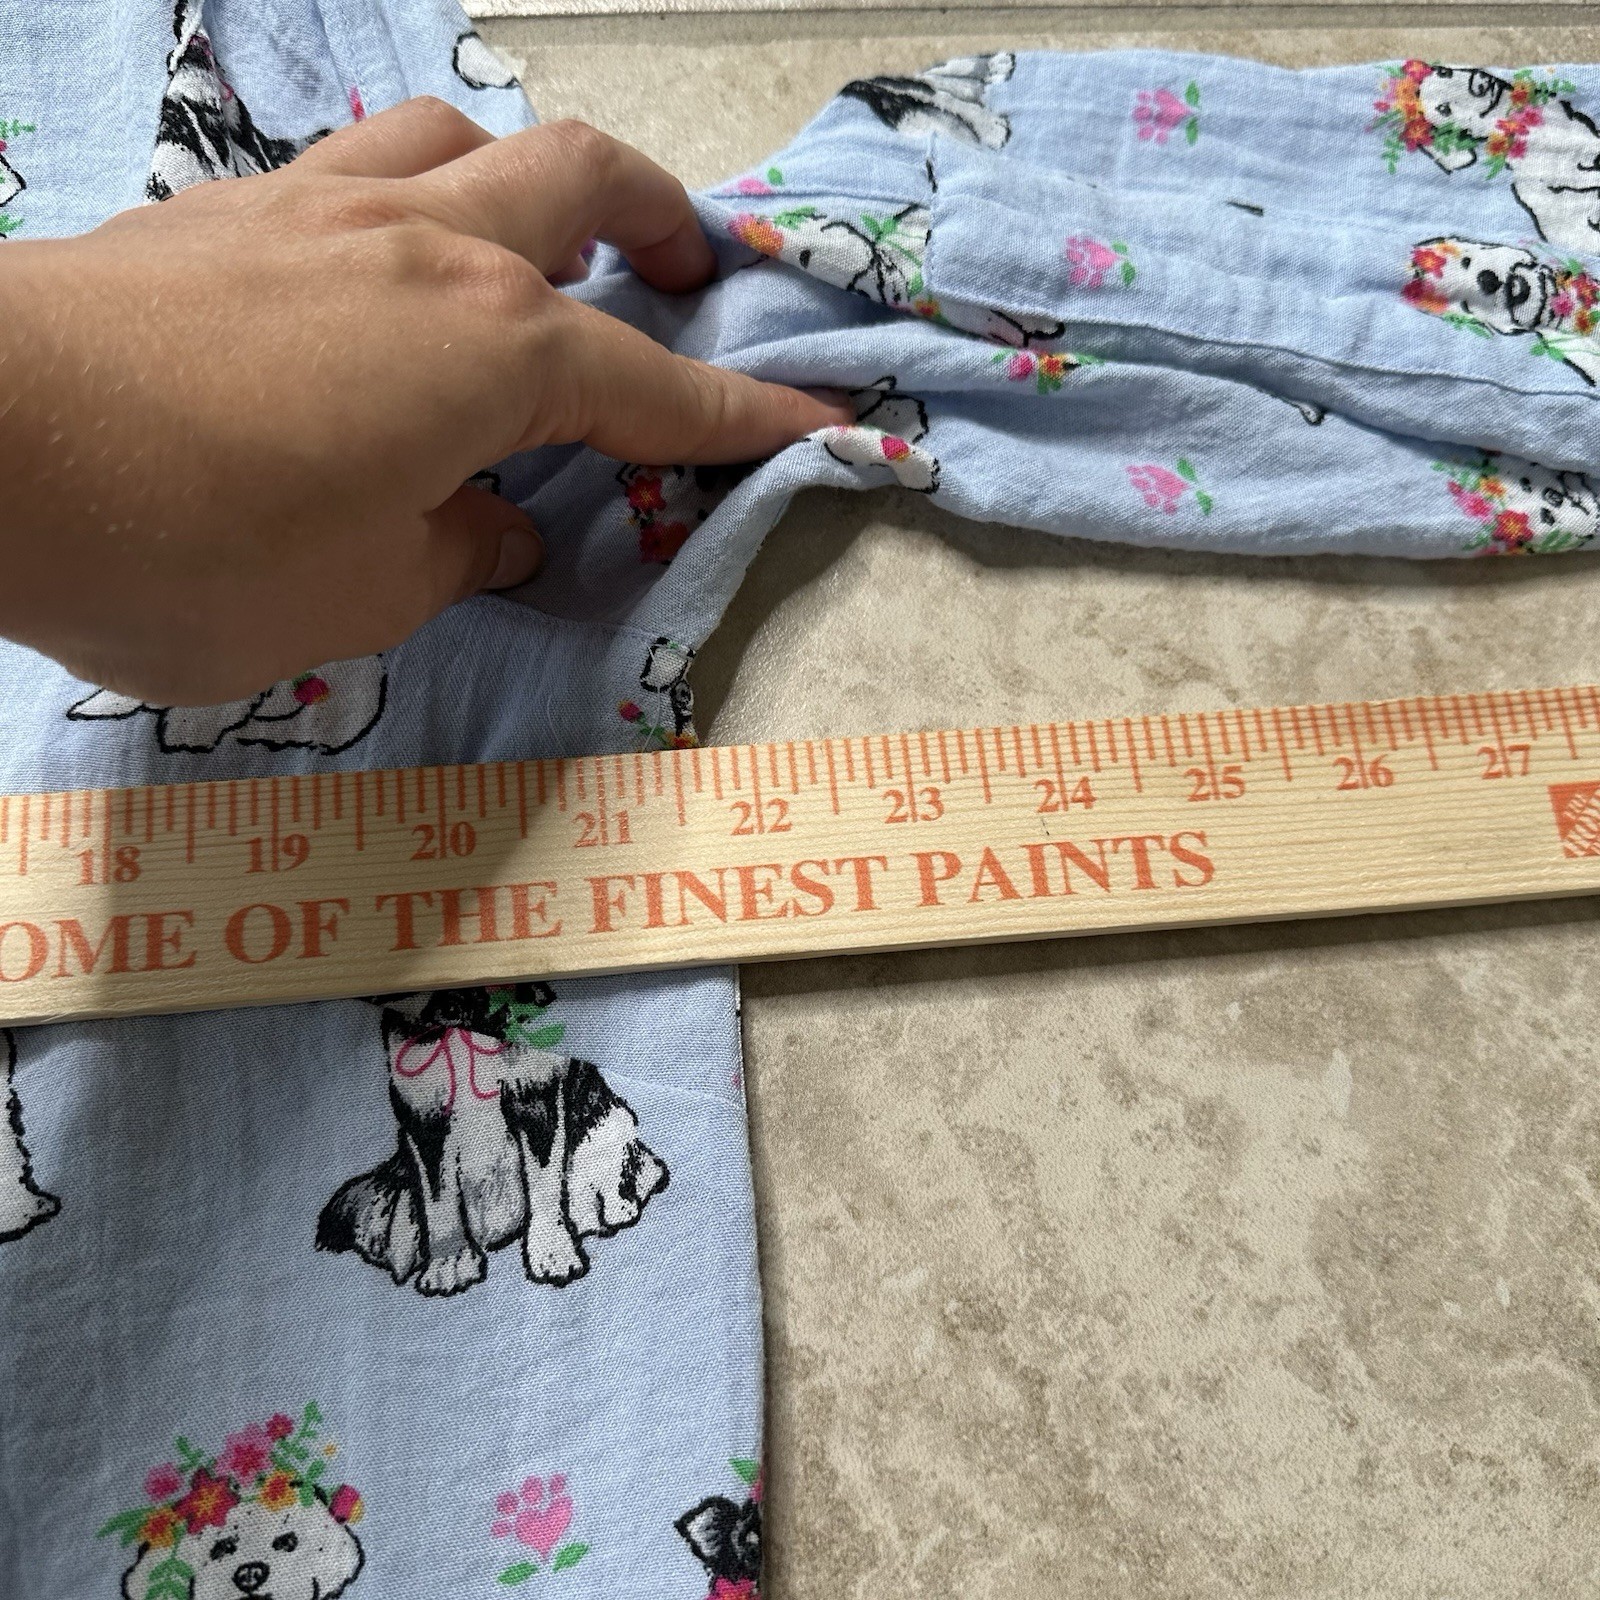 18 19 20 21 22 23 24 25 26 27
OME OF THE FINEST PAINTS